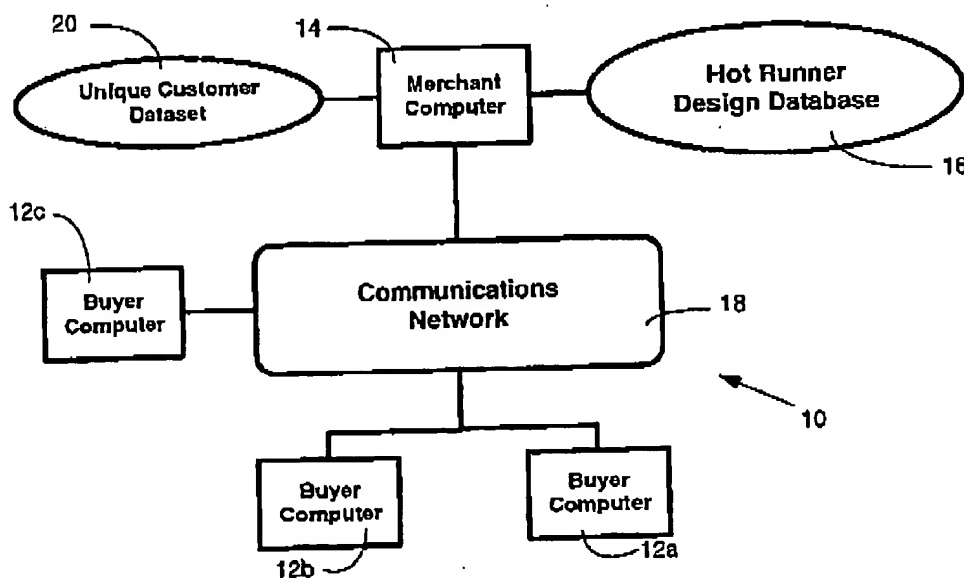 20
14
Unique Customer
Dataset
Merchant
Computer
Hot Runner
Design Database
16
12c
Buyer
Computer
Communications
Network
18
10
Buyer
Computer
12b
Buyer
Computer
12a